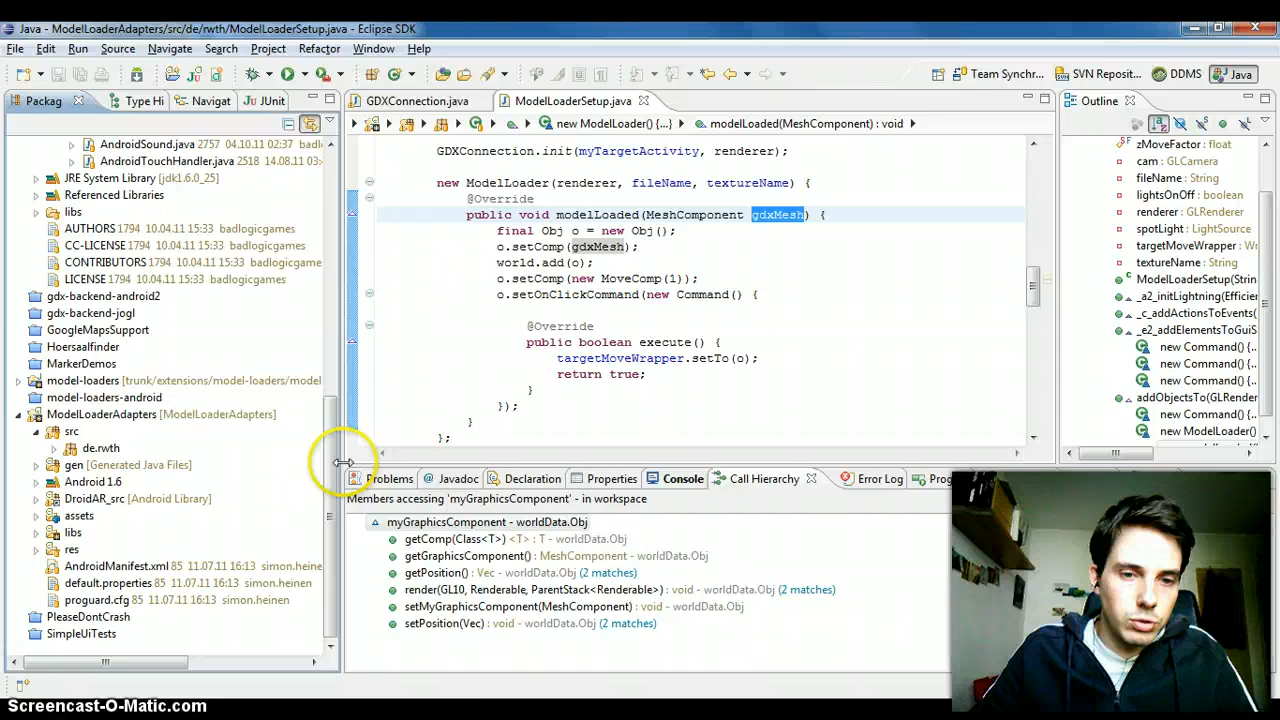 Java - ModelLoaderAdapters/src/de/rwth/ModelLoaderSetup.java - Eclipse SDK
File Edit Run Source Navigate Search Project Refactor Window Help
Team Synchr... SVN Reposit... DDMS Java
Packag Type Hi Navigat JUnit
AndroidSound.java 2757 04.10.11 02:37 badlo
AndroidTouchHandler.java 2518 14.08.11 03:
JRE System Library [jdk1.6.0_25]
Referenced Libraries
libs
AUTHORS 1794 10.04.11 15:33 badlogicgames
CC-LICENSE 1794 10.04.11 15:33 badlogicgames
CONTRIBUTORS 1794 10.04.11 15:33 badlogicg
LICENSE 1794 10.04.11 15:33 badlogicgames
gdx-backend-android2
gdx-backend-jogl
GoogleMapsSupport
Hoersaalfinder
MarkerDemos
model-loaders [trunk/extensions/model-loaders/model
model-loaders-android
ModelLoaderAdapters [ModelLoaderAdapters]
src
de.rwth
gen [Generated Java Files]
Android 1.6
DroidAR_src [Android Library]
assets
libs
res
AndroidManifest.xml 85 11.07.11 16:13 simon.heine
default.properties 85 11.07.11 16:13 simon.heinen
proguard.cfg 85 11.07.11 16:13 simon.heinen
PleaseDontCrash
SimpleUiTests
GDXConnection.java ModelLoaderSetup.java
new ModelLoader() {...} modelLoaded(MeshComponent) : void
GDXConnection.init(myTargetActivity, renderer);
new ModelLoader(renderer, fileName, textureName) {
@Override
public void modelLoaded(MeshComponent gdxMesh) {
final Obj o = new Obj();
o.setComp(gdxMesh);
world.add(o);
o.setComp(new MoveComp(1));
o.setOnClickCommand(new Command() {
@Override
public boolean execute() {
targetMoveWrapper.setTo(o);
return true;
}
});
}
};
Problems Javadoc Declaration Properties Console Call Hierarchy Error Log Prog
Members accessing 'myGraphicsComponent' - in workspace
myGraphicsComponent - worldData.Obj
getComp(Class<T>) <T> : T - worldData.Obj
getGraphicsComponent() : MeshComponent - worldData.Obj
getPosition() : Vec - worldData.Obj (2 matches)
render(GL10, Renderable, ParentStack<Renderable>) : void - worldData.Obj (2 matches)
setMyGraphicsComponent(MeshComponent) : void - worldData.Obj
setPosition(Vec) : void - worldData.Obj (2 matches)
Outline
zMoveFactor : float
cam : GLCamera
fileName : String
lightsOnOff : boolean
renderer : GLRenderer
spotLight : LightSource
targetMoveWrapper : W
textureName : String
ModelLoaderSetup(Strin
_a2_initLightning(Efficier
_c_addActionsToEvents(
_e2_addElementsToGuiS
new Command() {..
new Command() {..
new Command() {..
addObjectsTo(GLRender
new Command() {..
new ModelLoader()
Screencast-O-Matic.com